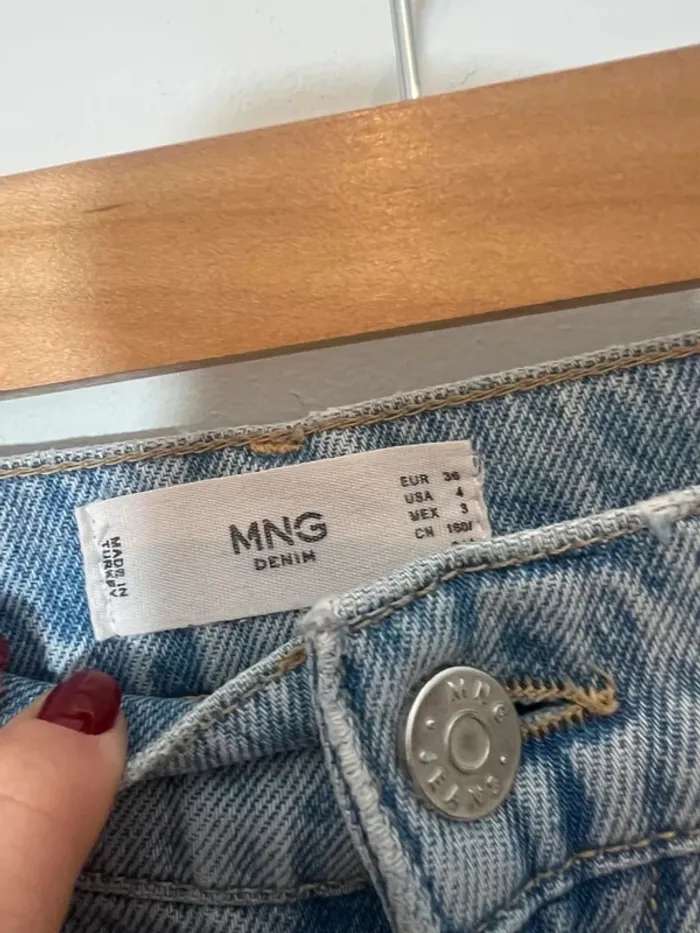 MADE IN
TURKEY
MNG
DENIM
EUR 36
USA 4
MEX 3
CN 160/
MNG
JEANS